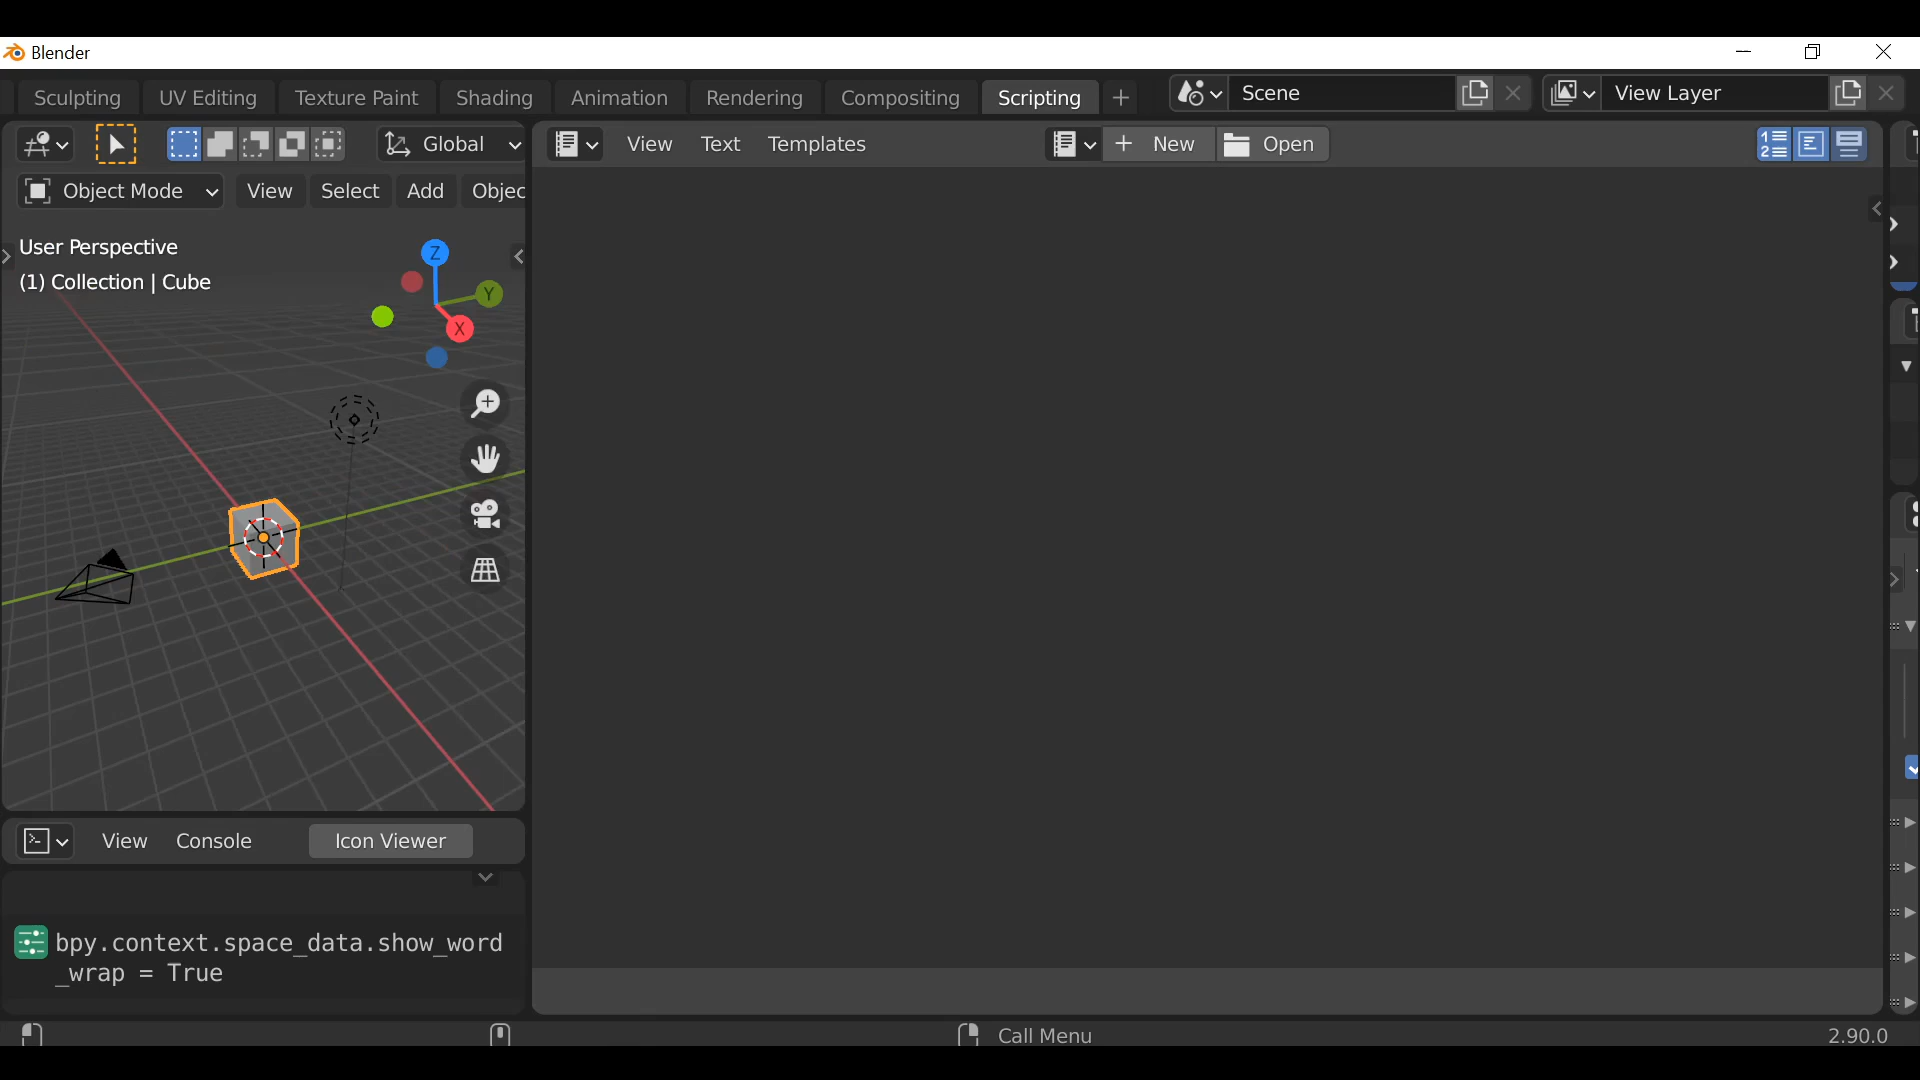 Blender
Sculpting UV Editing Texture Paint Shading Animation Rendering Compositing Scripting + Scene View Layer
Global View Text Templates + New Open
Object Mode View Select Add Objec
User Perspective
(1) Collection | Cube
Z
Y
X
View Console Icon Viewer
bpy.context.space_data.show_word
_wrap = True
Call Menu 2.90.0